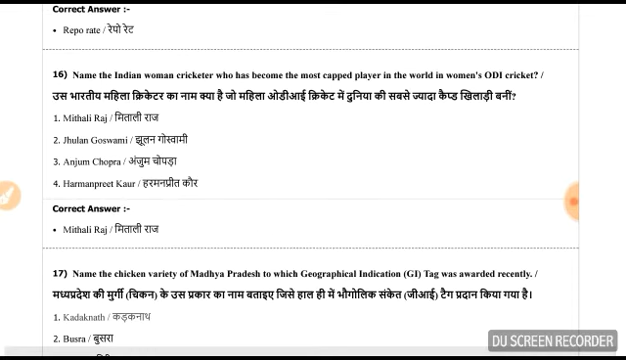 Correct Answer :-
• Repo rate / रेपो रेट
16) Name the Indian woman cricketer who has become the most capped player in the world in women's ODI cricket? /
उस भारतीय महिला क्रिकेटर का नाम क्या है जो महिला ओडीआई क्रिकेट में दुनिया की सबसे ज्यादा कैप्ड खिलाड़ी बनीं?
1. Mithali Raj / मिताली राज
2. Jhulan Goswami / झूलन गोस्वामी
3. Anjum Chopra / अंजुम चोपड़ा
4. Harmanpreet Kaur / हरमनप्रीत कौर
Correct Answer :-
• Mithali Raj / मिताली राज
17) Name the chicken variety of Madhya Pradesh to which Geographical Indication (GI) Tag was awarded recently. /
मध्यप्रदेश की मुर्गी (चिकन) के उस प्रकार का नाम बताइए जिसे हाल ही में भौगोलिक संकेत (जीआई) टैग प्रदान किया गया है।
1. Kadaknath / कड़कनाथ
2. Busra / बुसरा
DU SCREEN RECORDER